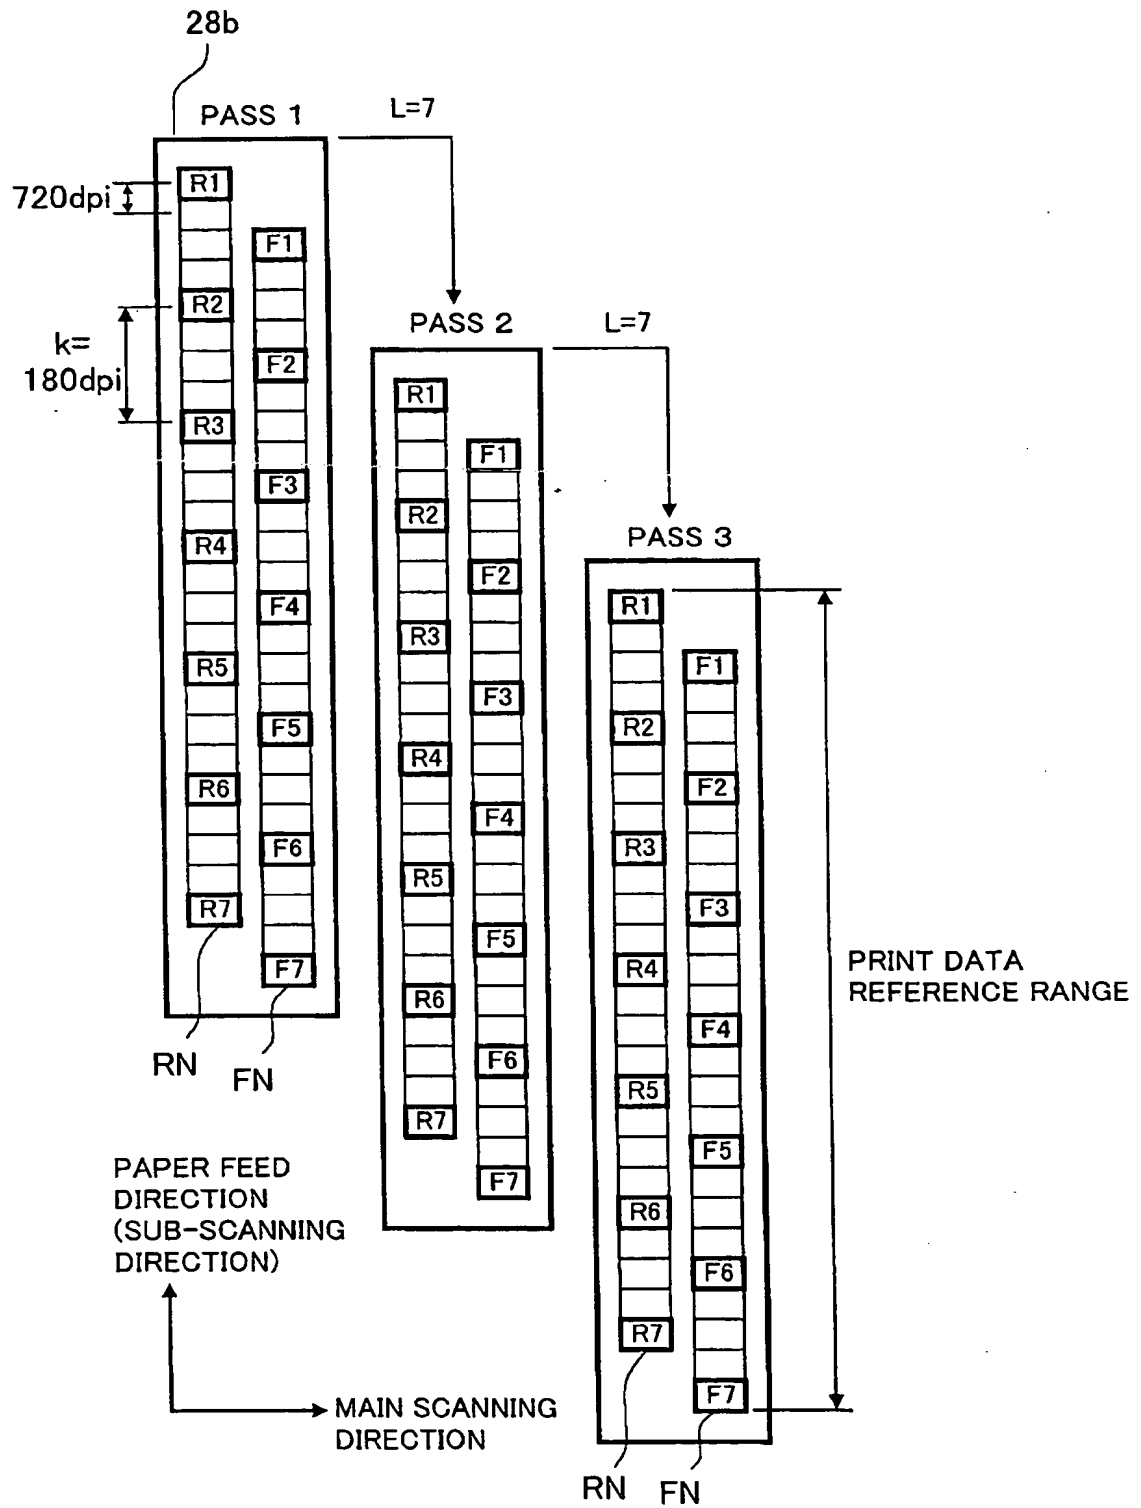 28b
PASS 1
L=7
720dpi
R1
F1
R2
k=
180dpi
F2
R3
F3
R4
F4
R5
F5
R6
F6
R7
F7
RN
FN
PASS 2
L=7
R1
F1
R2
F2
R3
F3
R4
F4
R5
F5
R6
F6
R7
F7
PASS 3
R1
F1
R2
F2
R3
F3
R4
F4
R5
F5
R6
F6
R7
F7
RN
FN
PRINT DATA
REFERENCE RANGE
PAPER FEED
DIRECTION
(SUB-SCANNING
DIRECTION)
MAIN SCANNING
DIRECTION